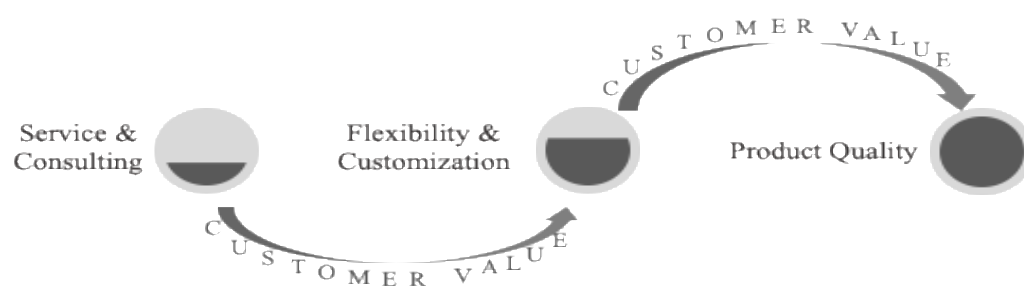 Service &
Consulting
CUSTOMER VALUE
Flexibility &
Customization
CUSTOMER VALUE
Product Quality